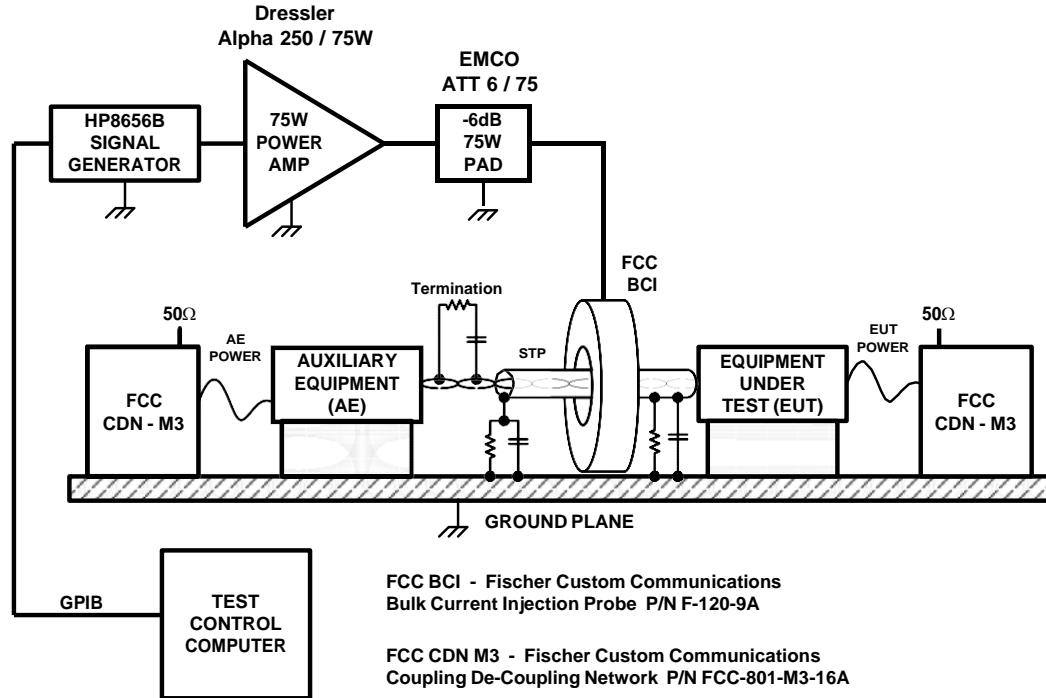 Dressler
Alpha 250 / 75W
EMCO
ATT 6 / 75
HP8656B
SIGNAL
GENERATOR
75W
POWER
AMP
-6dB
75W
PAD
FCC
BCI
Termination
50Ω
AE
POWER
STP
EUT
POWER
50Ω
FCC
CDN - M3
AUXILIARY
EQUIPMENT
(AE)
EQUIPMENT
UNDER
TEST (EUT)
FCC
CDN - M3
GROUND PLANE
GPIB
TEST
CONTROL
COMPUTER
FCC BCI - Fischer Custom Communications
Bulk Current Injection Probe P/N F-120-9A
FCC CDN M3 - Fischer Custom Communications
Coupling De-Coupling Network P/N FCC-801-M3-16A